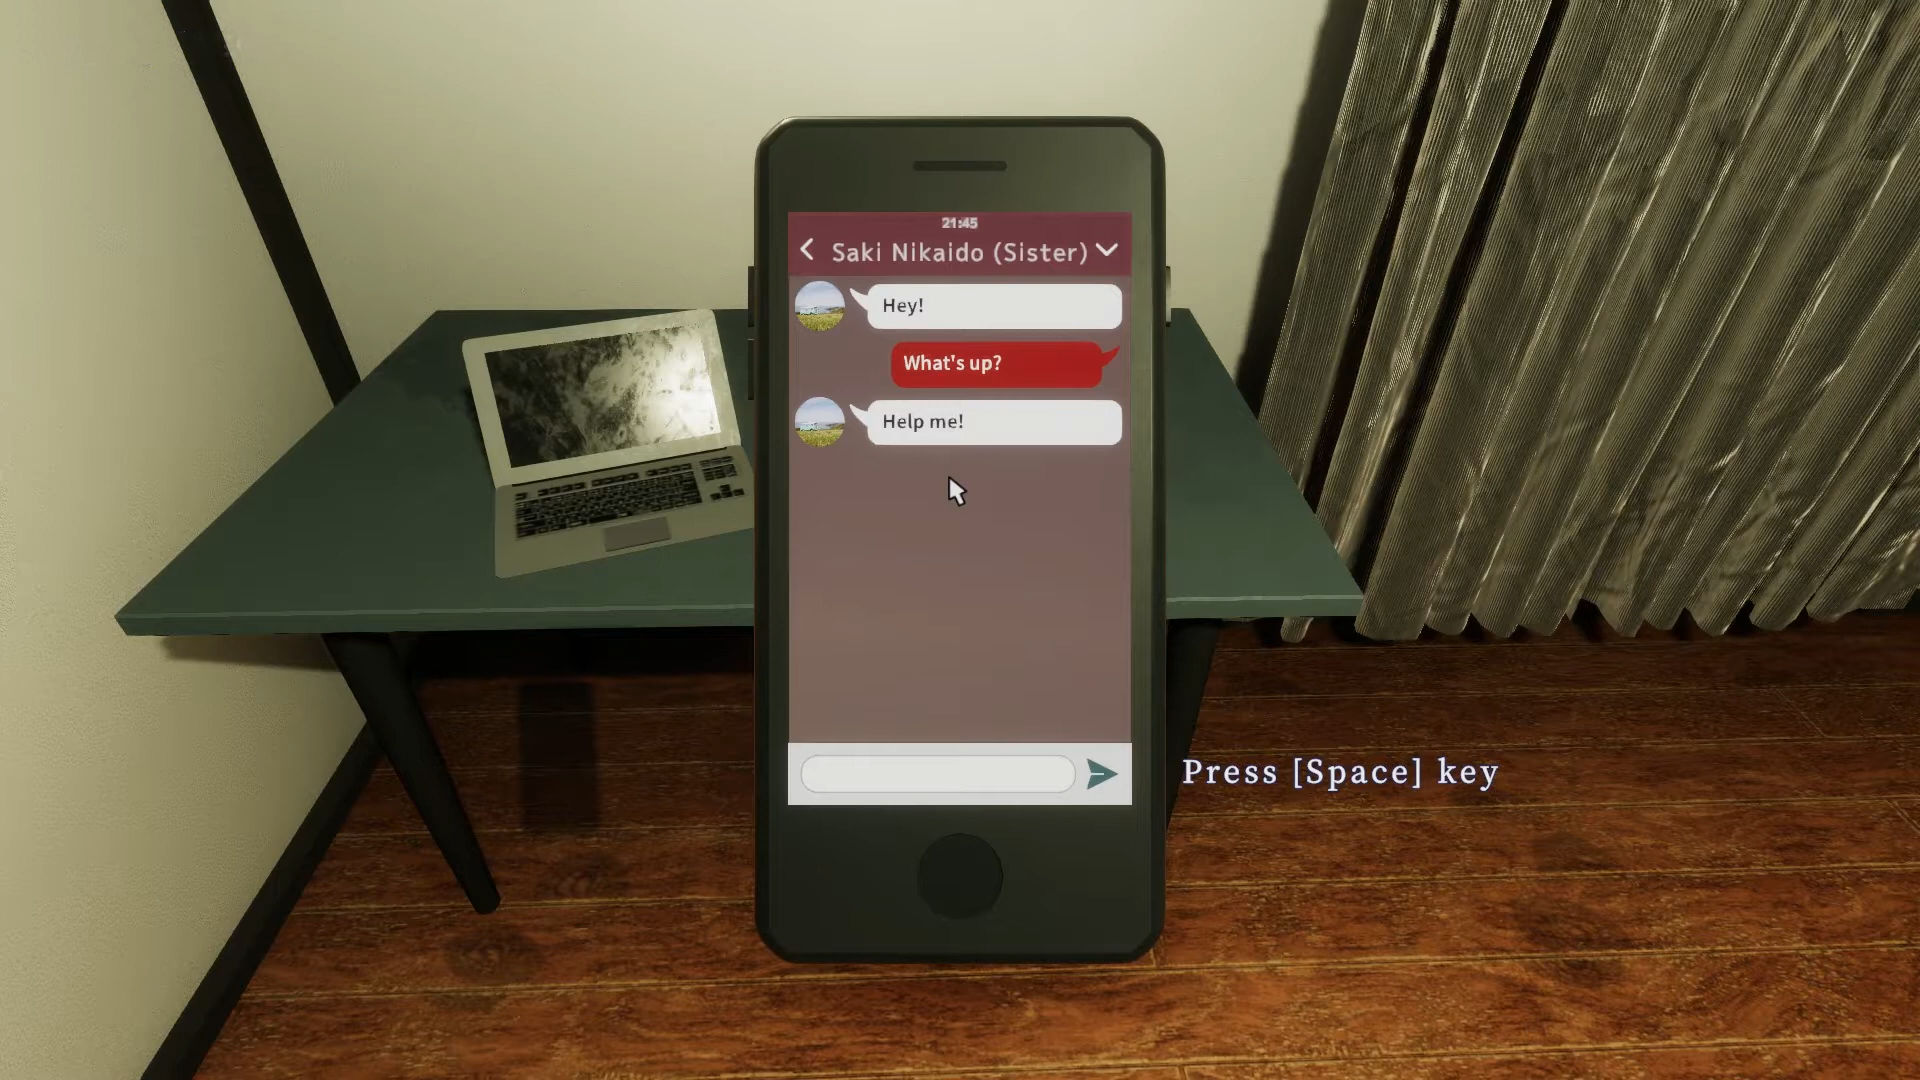 21:45
Saki Nikaido (Sister)
Hey!
What's up?
Help me!
Press [Space] key